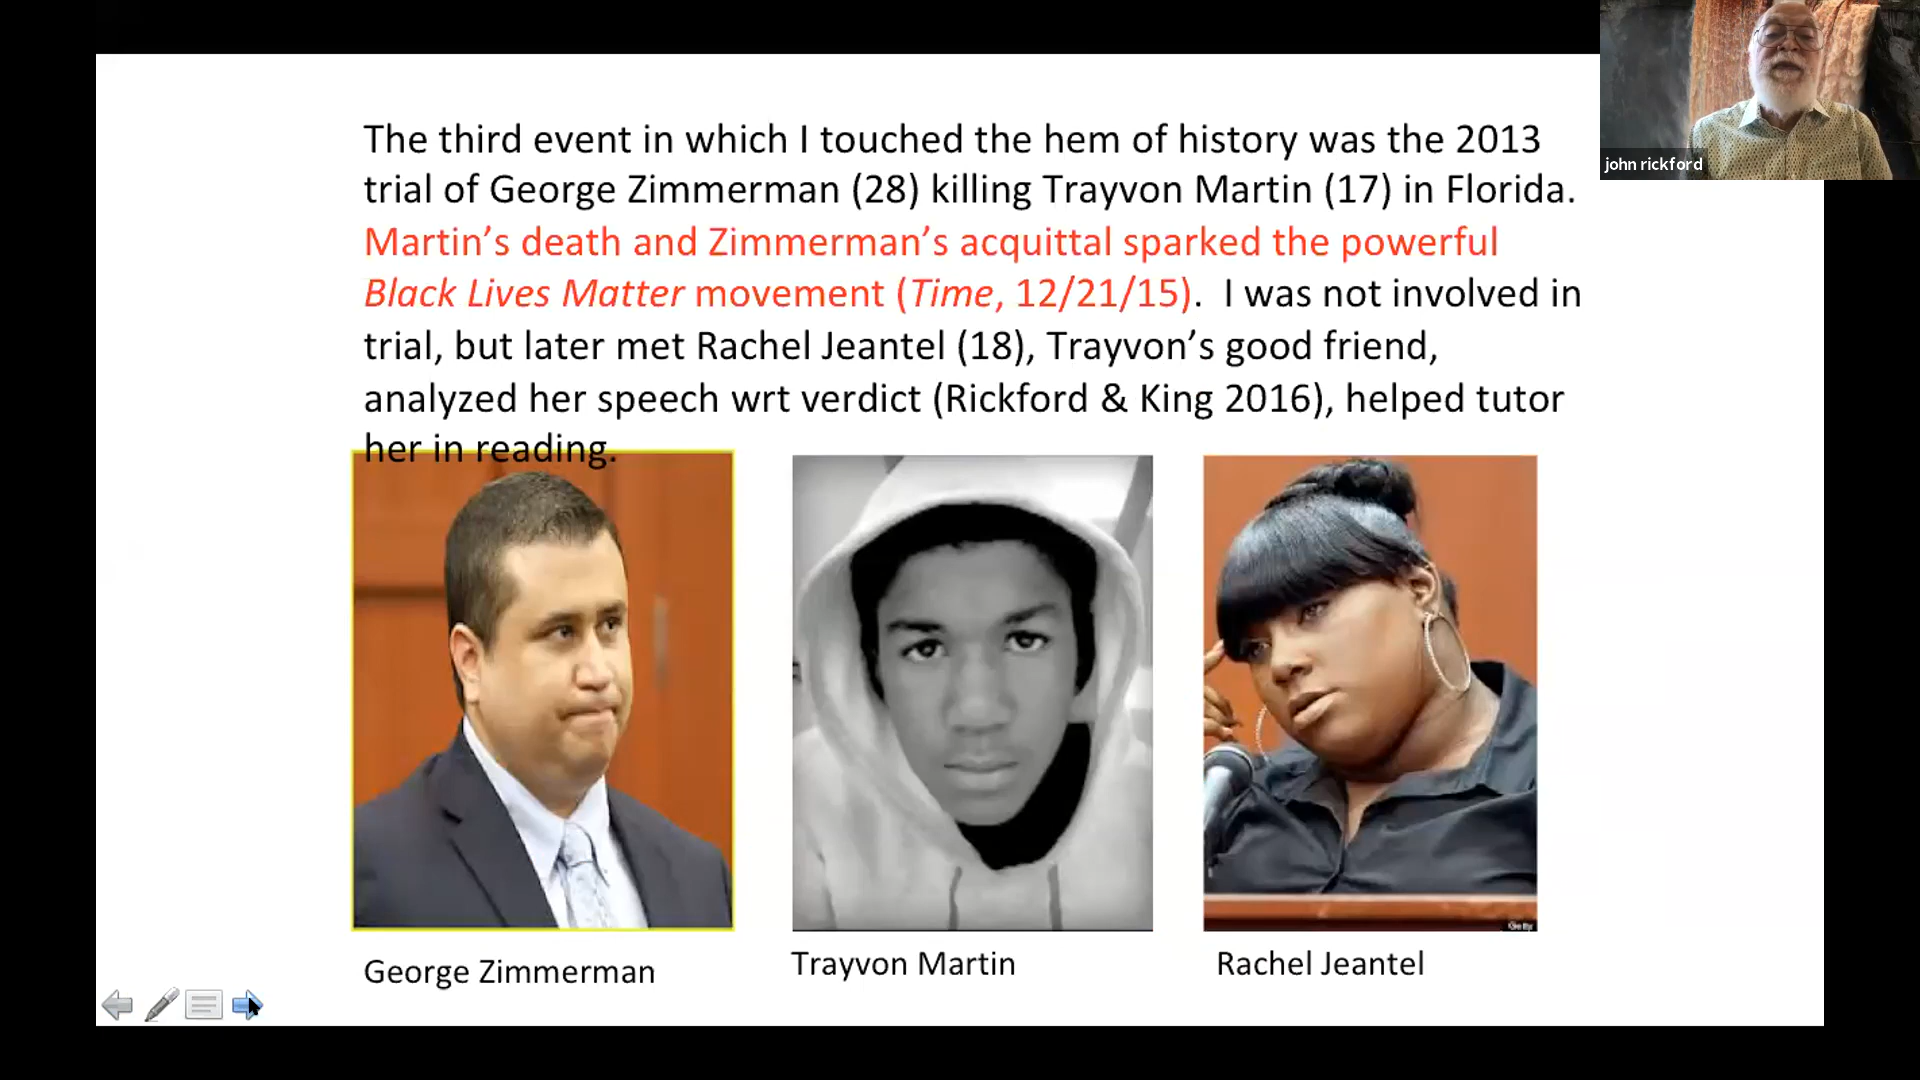 The third event in which I touched the hem of history was the 2013
trial of George Zimmerman (28) killing Trayvon Martin (17) in Florida.
Martin’s death and Zimmerman’s acquittal sparked the powerful
Black Lives Matter movement (Time, 12/21/15).  I was not involved in
trial, but later met Rachel Jeantel (18), Trayvon’s good friend,
analyzed her speech wrt verdict (Rickford & King 2016), helped tutor
her in reading.
john rickford
Getty
George Zimmerman
Trayvon Martin
Rachel Jeantel